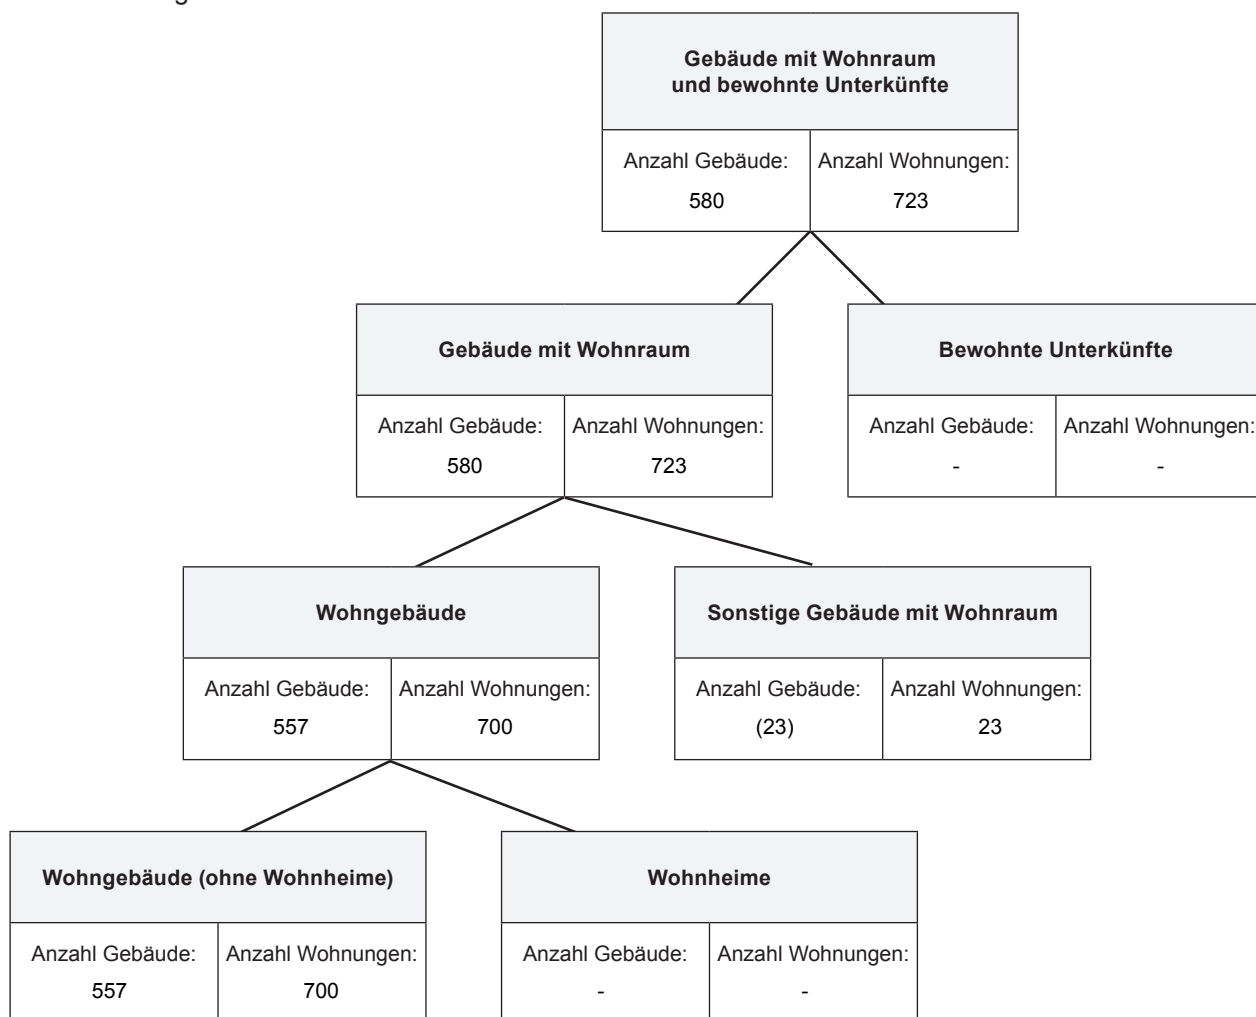 Gebäude mit Wohnraum
und bewohnte Unterkünfte
Anzahl Gebäude: Anzahl Wohnungen:
580 723
Gebäude mit Wohnraum
Anzahl Gebäude: Anzahl Wohnungen:
580 723
Bewohnte Unterkünfte
Anzahl Gebäude: Anzahl Wohnungen:
- -
Wohngebäude
Anzahl Gebäude: Anzahl Wohnungen:
557 700
Sonstige Gebäude mit Wohnraum
Anzahl Gebäude: Anzahl Wohnungen:
(23) 23
Wohngebäude (ohne Wohnheime)
Anzahl Gebäude: Anzahl Wohnungen:
557 700
Wohnheime
Anzahl Gebäude: Anzahl Wohnungen:
- -